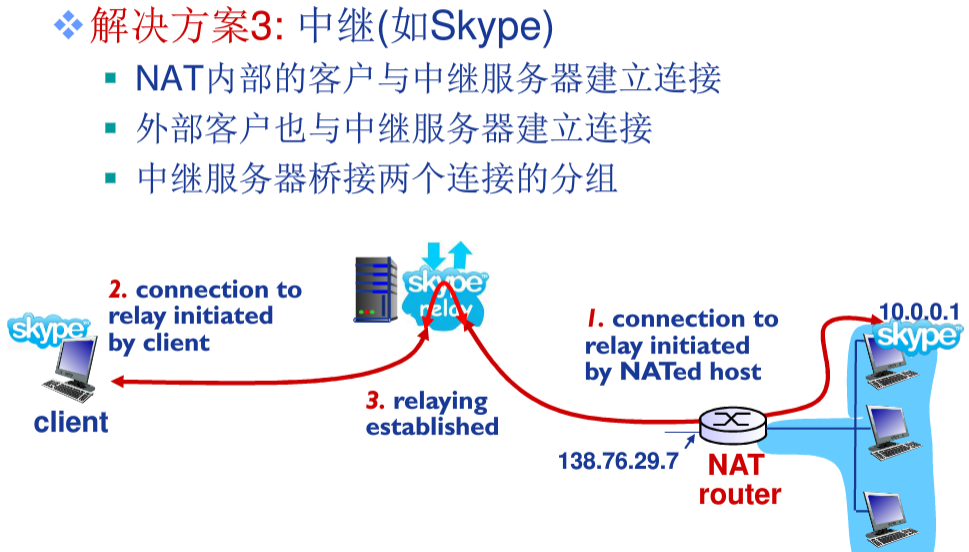 解决方案3: 中继(如Skype)
NAT内部的客户与中继服务器建立连接
外部客户也与中继服务器建立连接
中继服务器桥接两个连接的分组
2. connection to
relay initiated
by client
skype
client
skype
relay
3. relaying
established
1. connection to
relay initiated
by NATed host
10.0.0.1
skype
138.76.29.7
NAT
router